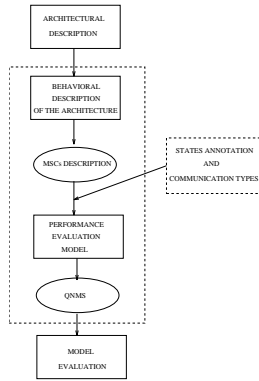 ARCHITECTURAL
DESCRIPTION
BEHAVIORAL
DESCRIPTION
OF THE ARCHITECTURE
MSCs DESCRIPTION
STATES ANNOTATION
AND
COMMUNICATION TYPES
PERFORMANCE
EVALUATION
MODEL
QNMS
MODEL
EVALUATION